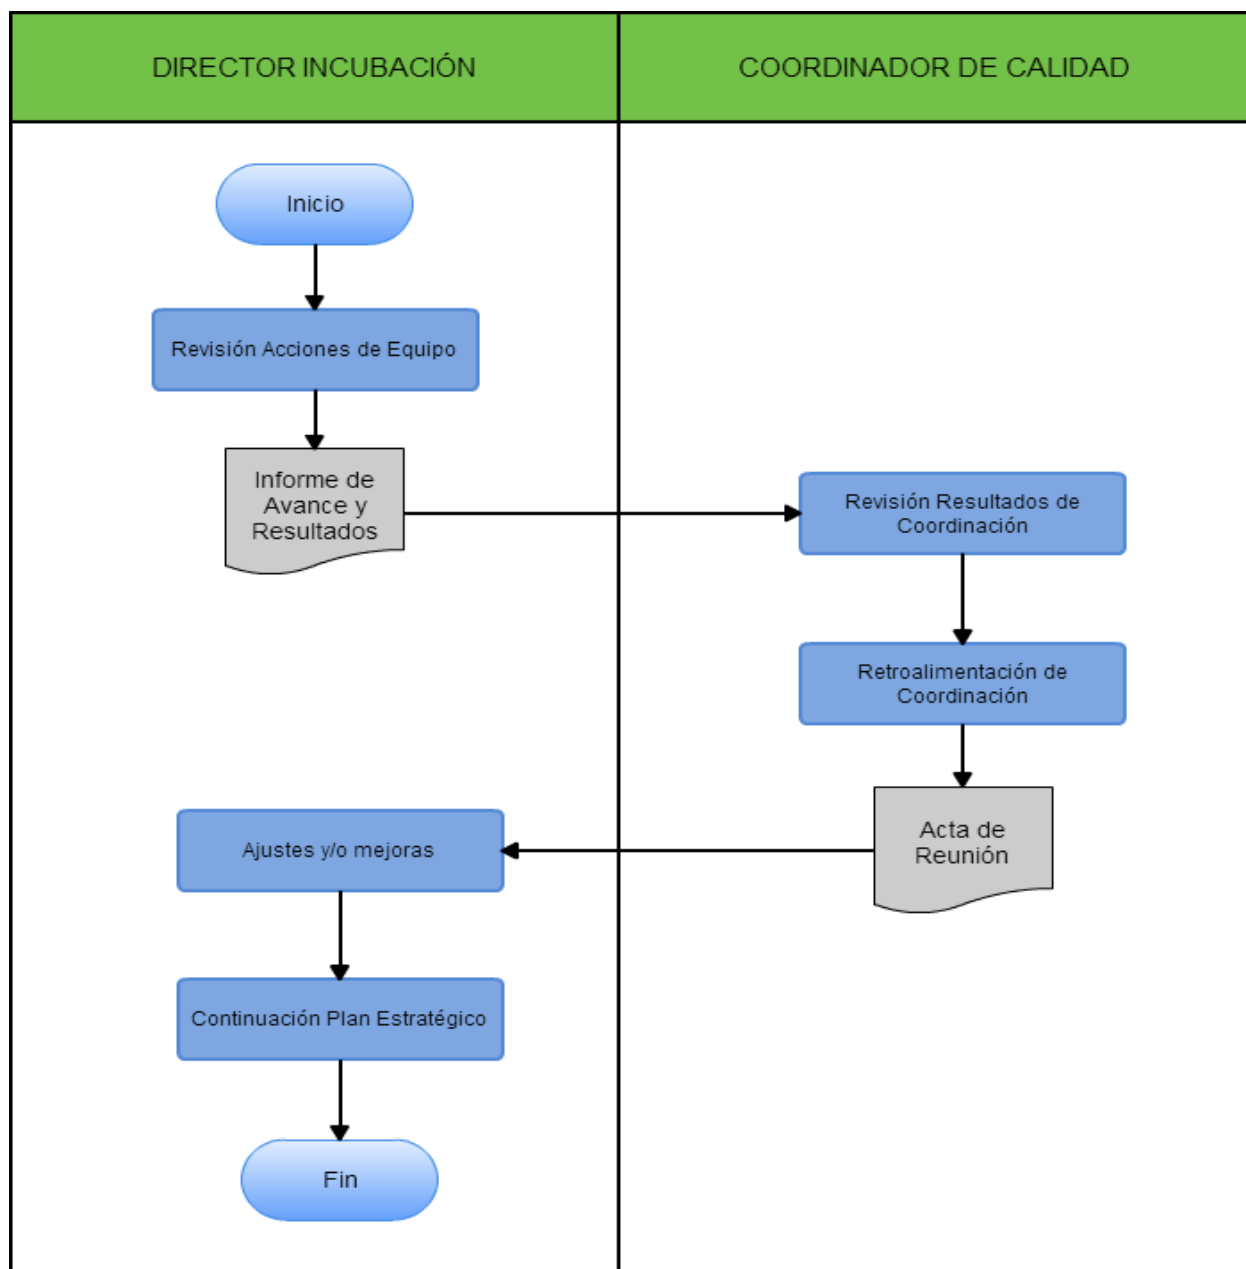 DIRECTOR INCUBACIÓN
COORDINADOR DE CALIDAD
Inicio
Revisión Acciones de Equipo
Informe de
Avance y
Resultados
Revisión Resultados de
Coordinación
Retroalimentación de
Coordinación
Acta de
Reunión
Ajustes y/o mejoras
Continuación Plan Estratégico
Fin